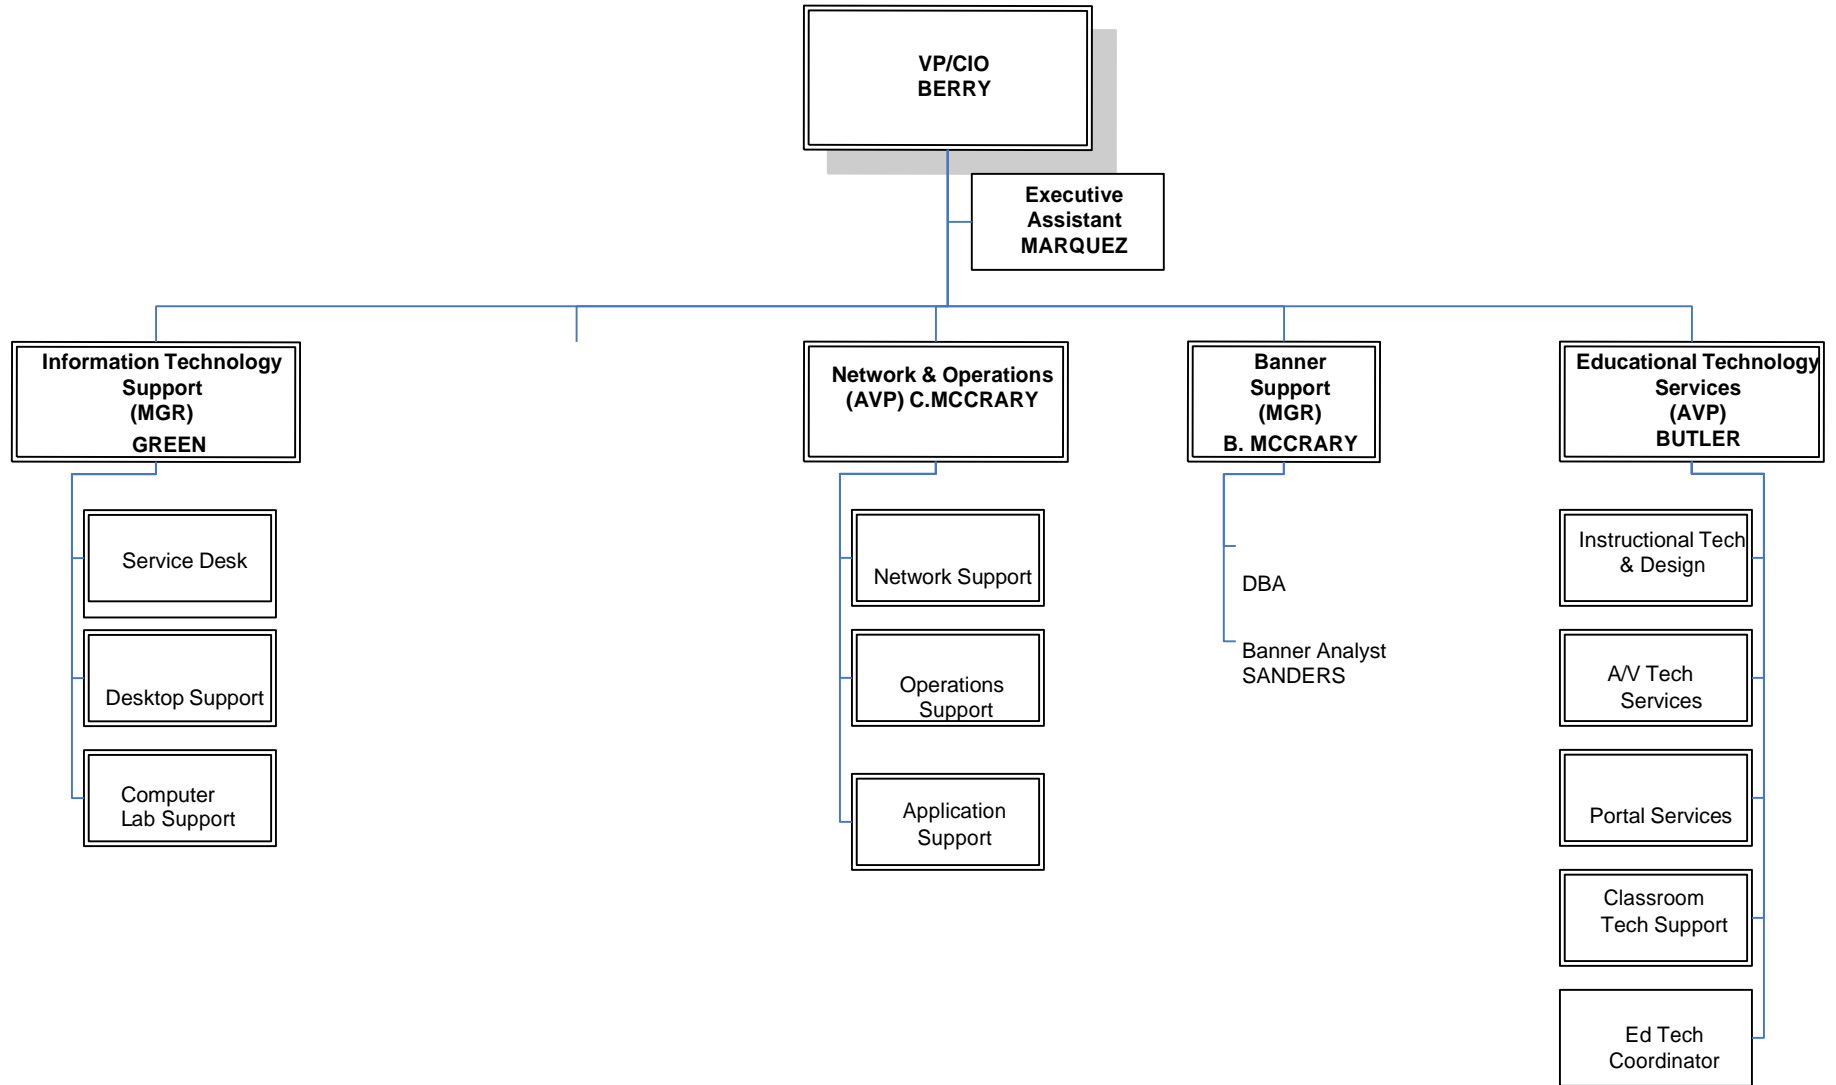 VP/CIO
BERRY
Executive
Assistant
MARQUEZ
Information Technology
Support
(MGR)
GREEN
Network & Operations
(AVP) C.MCCRARY
Banner
Support
(MGR)
B. MCCRARY
Educational Technology
Services
(AVP)
BUTLER
Service Desk
Desktop Support
Computer
Lab Support
Network Support
Operations
Support
Application
Support
DBA
Banner Analyst
SANDERS
Instructional Tech
& Design
A/V Tech
Services
Portal Services
Classroom
Tech Support
Ed Tech
Coordinator